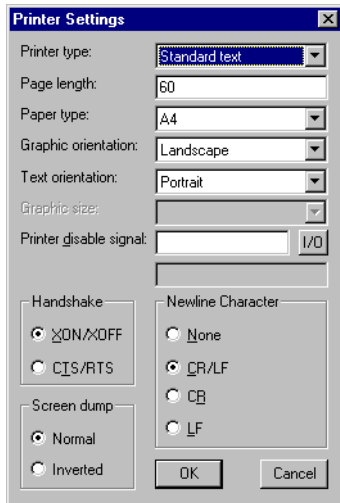 Printer Settings
Printer type: Standard text
Page length: 60
Paper type: A4
Graphic orientation: Landscape
Text orientation: Portrait
Graphic size:
Printer disable signal: I/O
Handshake
XON/XOFF
CTS/RTS
Newline Character
None
CR/LF
CR
LF
Screen dump
Normal
Inverted
OK Cancel